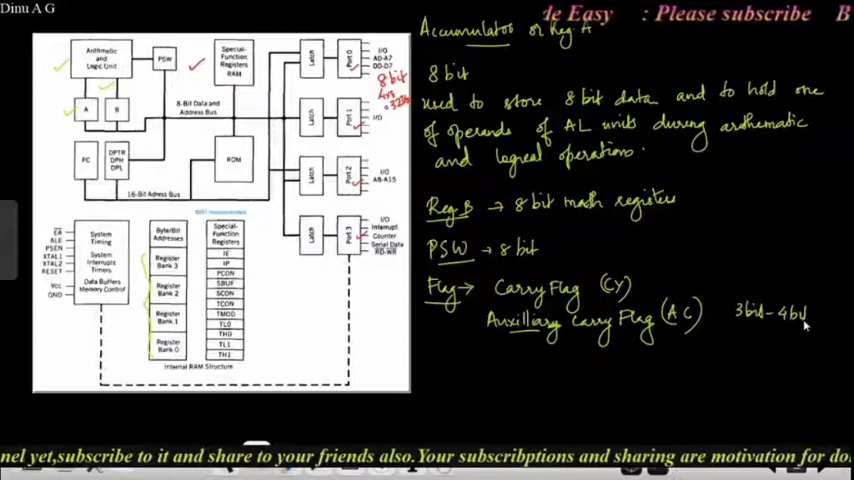 Dinu A G
de Easy : Please subscribe B
Accumulator or Reg A
8 bit
used to store 8 bit data and to hold one
of operands of AL units during arethematic
and logical operations.
Reg B → 8 bit math registers
PSW → 8 bit
Flag → Carry Flag (CY)
Auxilliary carry Flag (AC) 3bit - 4bit
Arithmetic
and
Logic Unit
PSW
Special-
Function
Registers
RAM
Latch
Port 0
I/O
AD-A7
DO-D7
8 bit
A
B
8-Bit Data and
Address Bus
Latch
Port 1
I/O
PC
DPTR
DPH
DPL
ROM
Latch
Port 2
I/O
A8-A15
16-Bit Adress Bus
Latch
Port 3
I/O
Interrupt
Counter
Serial Data
RD-WR
EA
ALE
PSEN
XTAL1
XTAL2
RESET
Vcc
GND
System
Timing
System
Interrupts
Timers
Data Buffers
Memory Control
Byte/Bit
Addresses
Register
Bank 3
Register
Bank 2
Register
Bank 1
Register
Bank 0
Special-
Function
Registers
IE
IP
PCON
SBUF
SCON
TCON
TMOD
TL0
TH0
TL1
TH1
Internal RAM Structure
nel yet,subscribe to it and share to your friends also.Your subscribptions and sharing are motivation for do